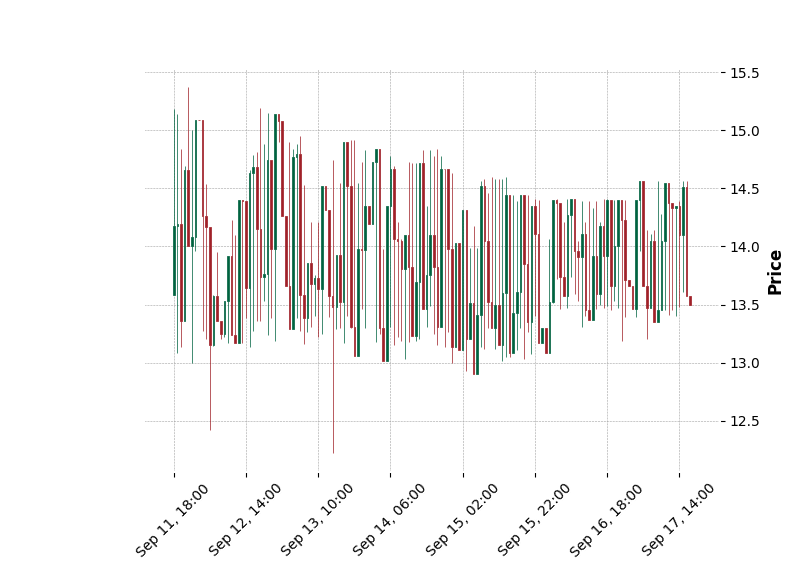 15.5
15.0
14.5
14.0
13.5
13.0
12.5
Price
Sep 11, 18:00
Sep 12, 14:00
Sep 13, 10:00
Sep 14, 06:00
Sep 15, 02:00
Sep 15, 22:00
Sep 16, 18:00
Sep 17, 14:00